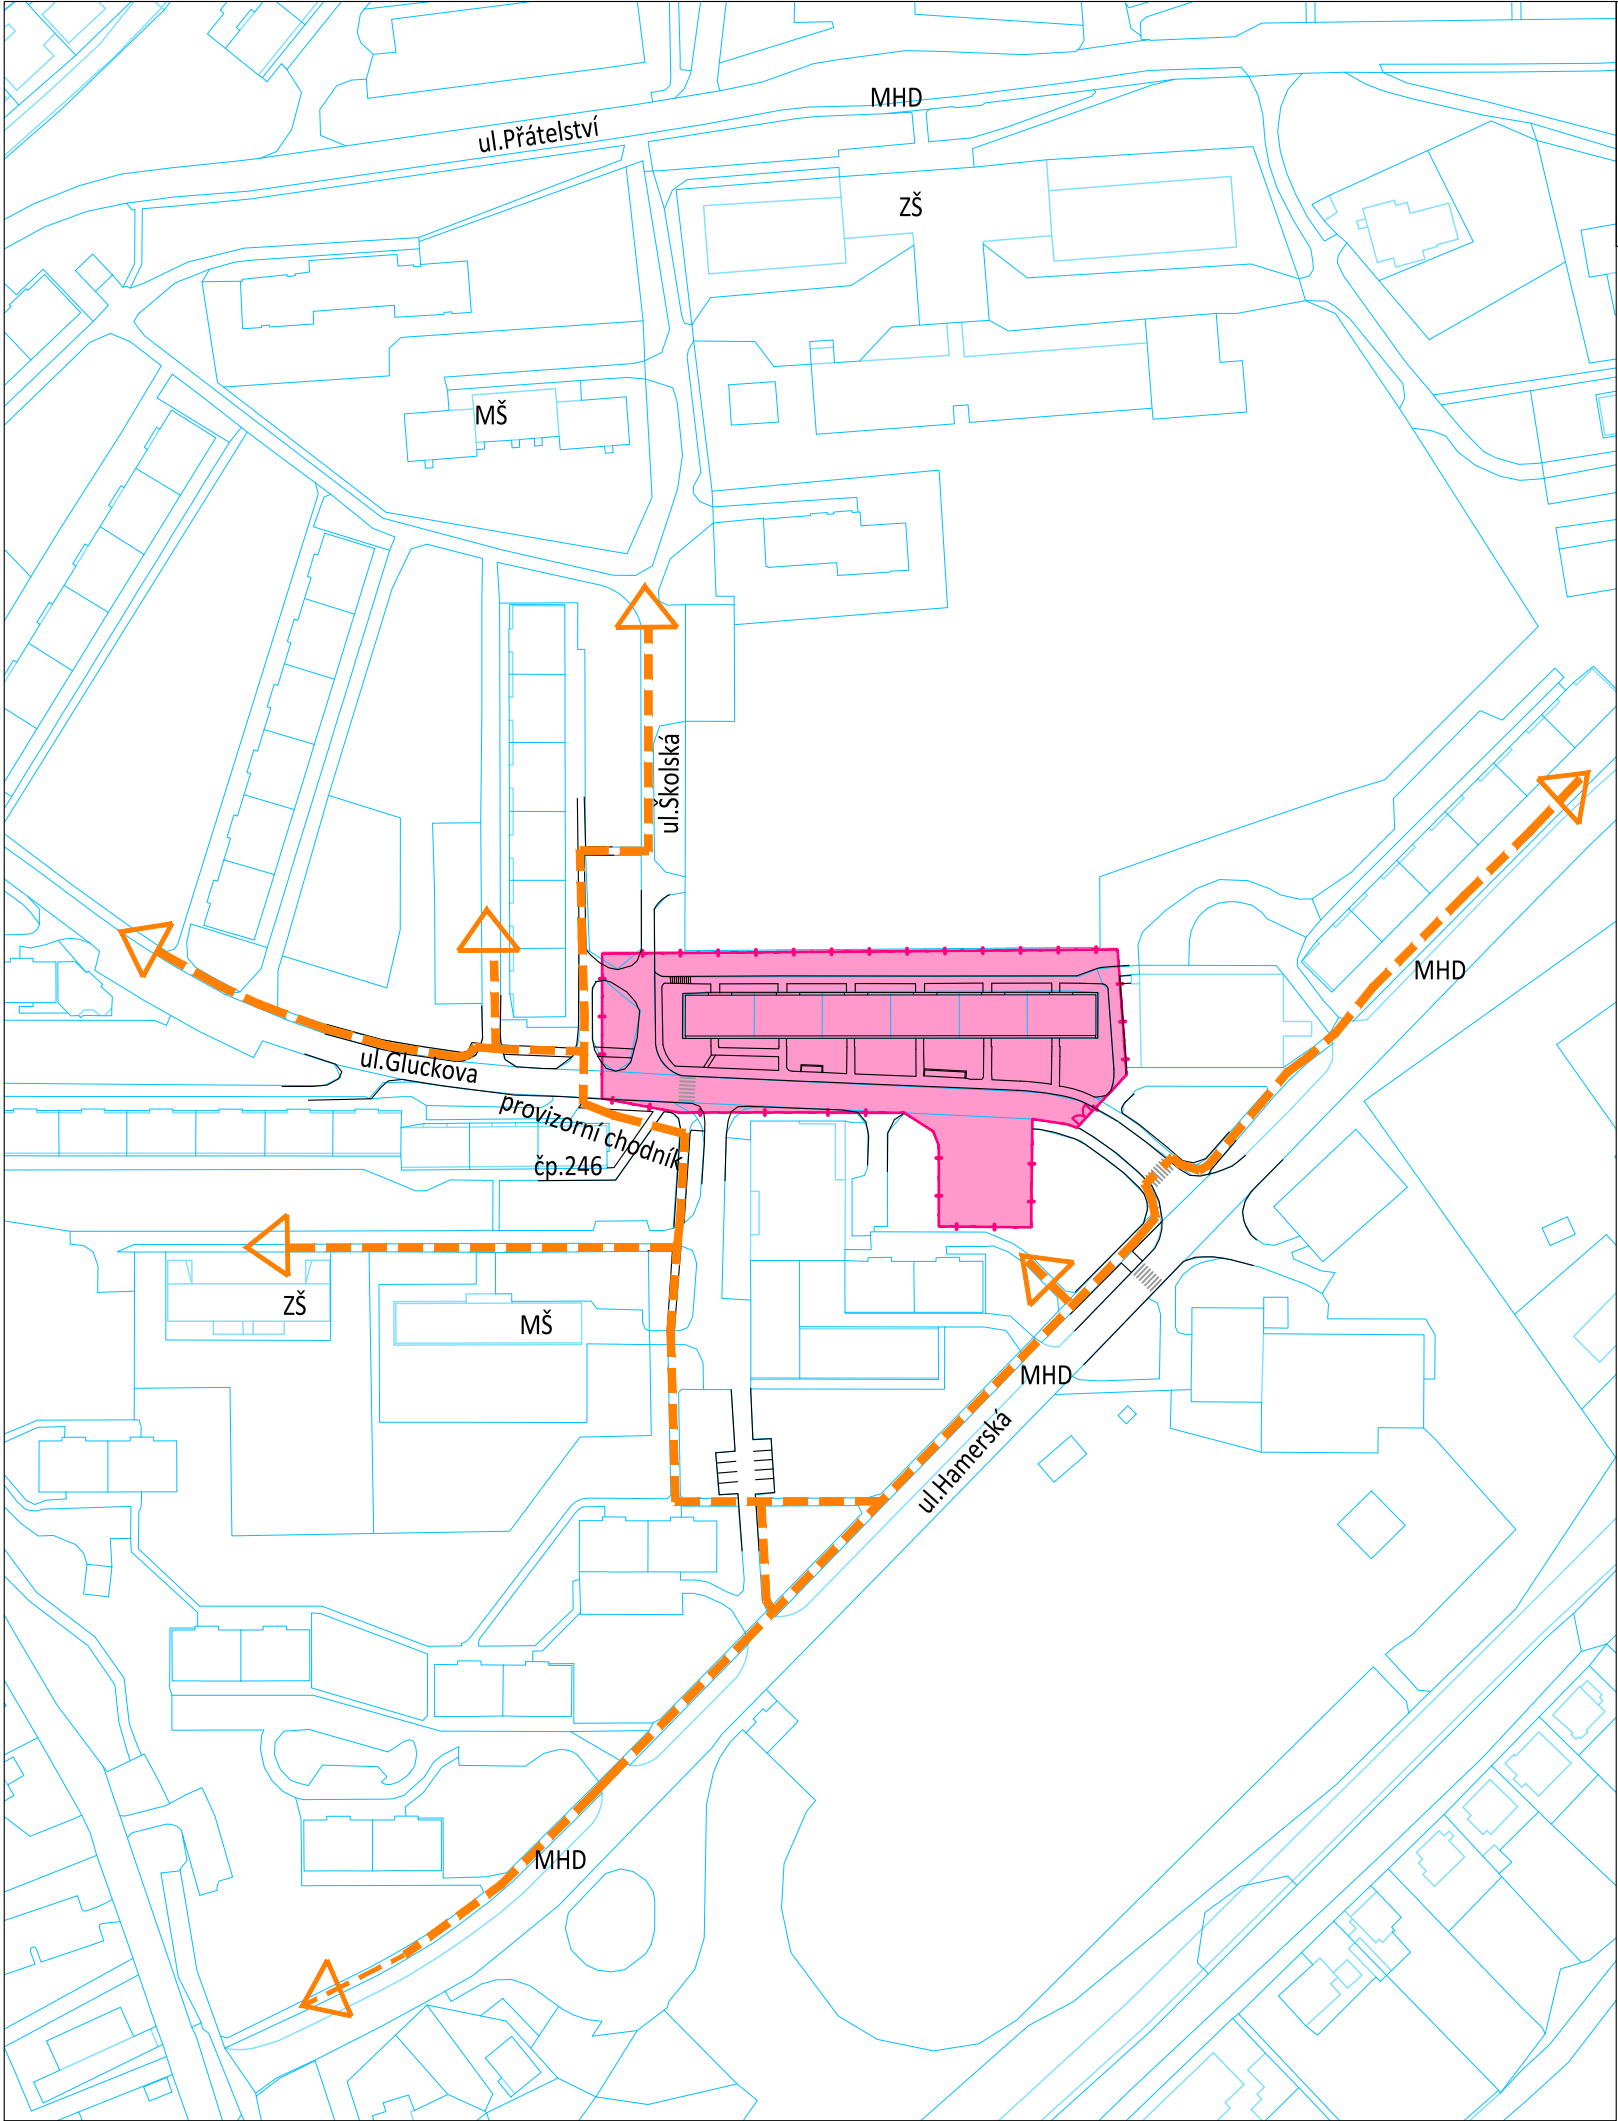 MHD
ul.Přátelství
ZŠ
MŠ
ul.Školská
MHD
ul.Gluckova
provizorní chodník
čp.246
ZŠ
MŠ
MHD
ul.Hamerská
MHD